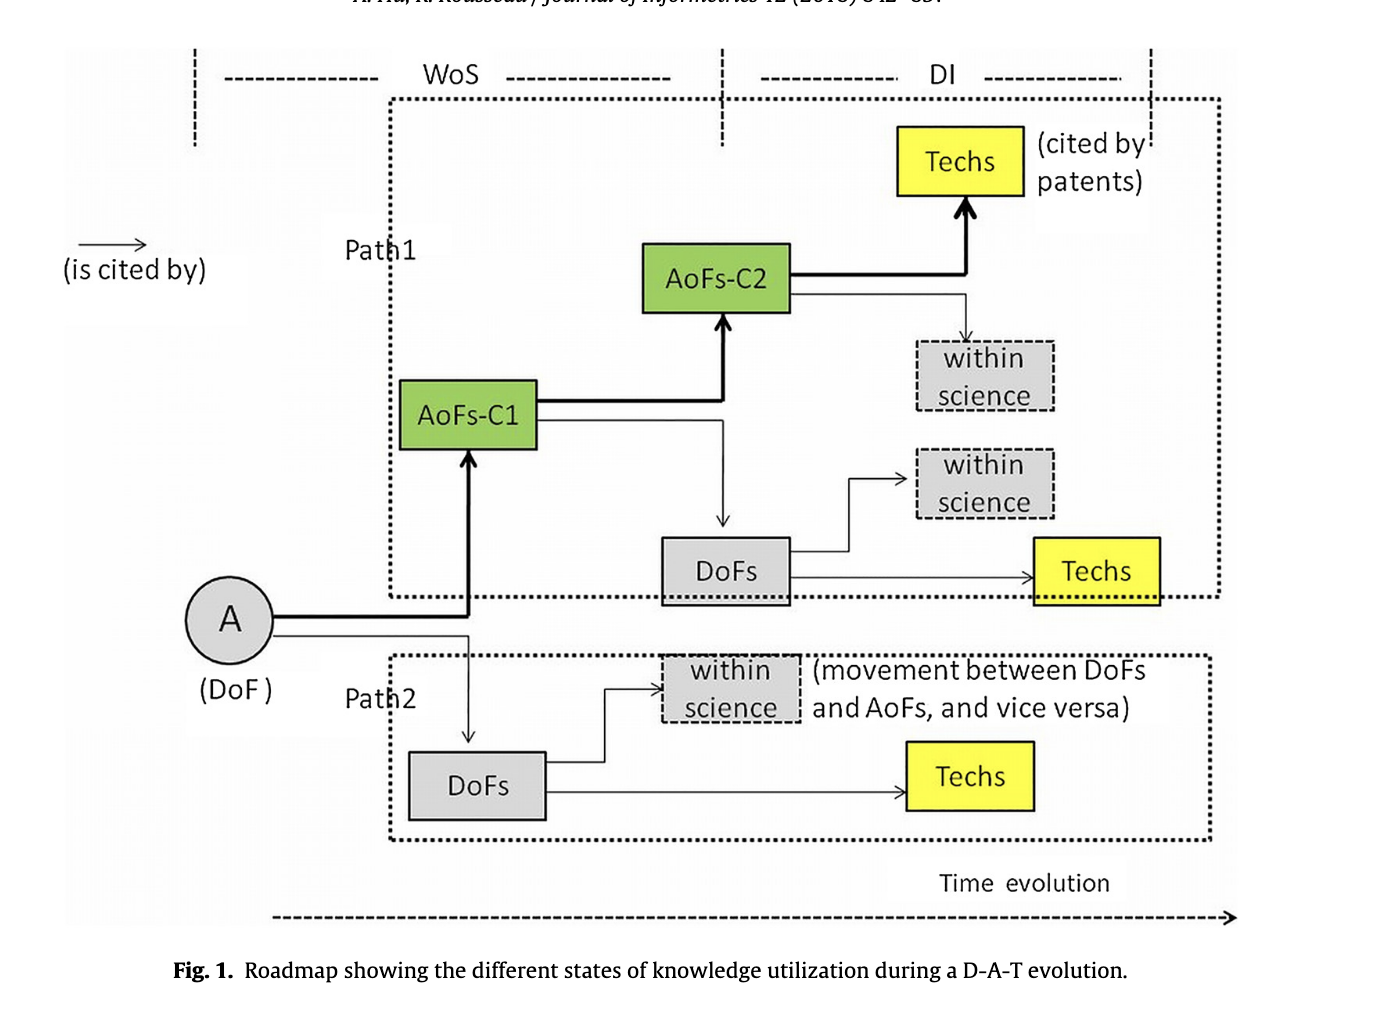 WoS
DI
Techs
(cited by
patents)
Path1
(is cited by)
AoFs-C2
within
science
AoFs-C1
within
science
DoFs
Techs
A
(DoF)
Path2
within
science
(movement between DoFs
and AoFs, and vice versa)
DoFs
Techs
Time evolution
Fig. 1. Roadmap showing the different states of knowledge utilization during a D-A-T evolution.